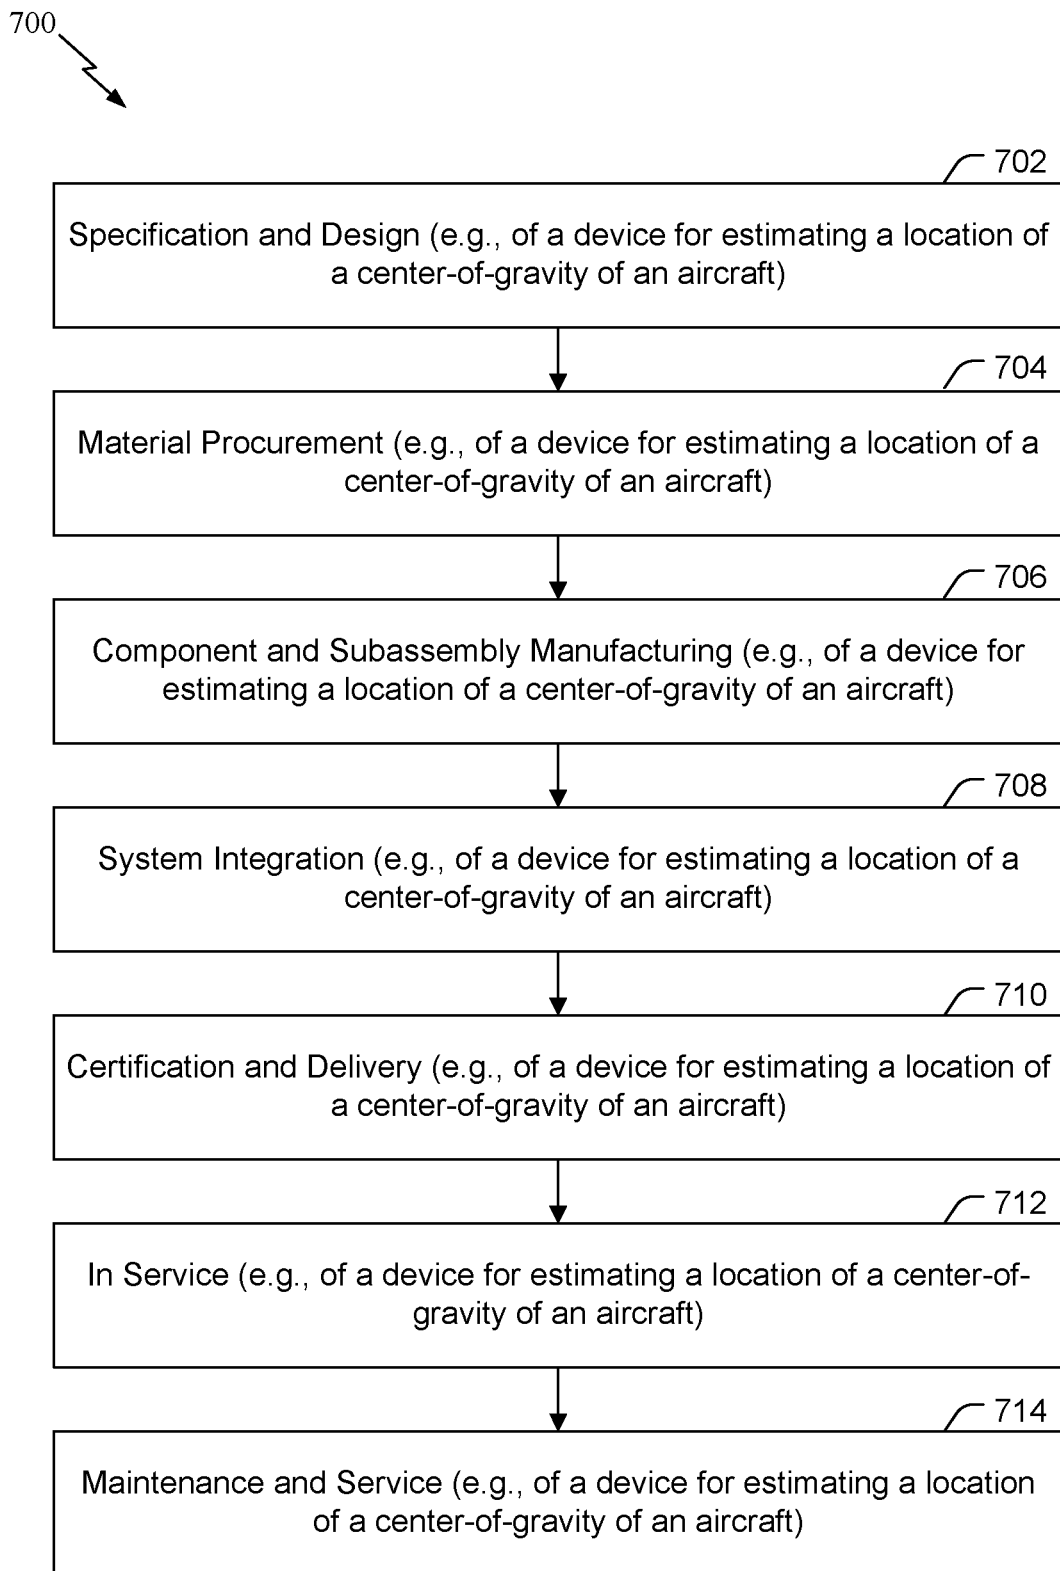 700
702
Specification and Design (e.g., of a device for estimating a location of
a center-of-gravity of an aircraft)
704
Material Procurement (e.g., of a device for estimating a location of a
center-of-gravity of an aircraft)
706
Component and Subassembly Manufacturing (e.g., of a device for
estimating a location of a center-of-gravity of an aircraft)
708
System Integration (e.g., of a device for estimating a location of a
center-of-gravity of an aircraft)
710
Certification and Delivery (e.g., of a device for estimating a location of
a center-of-gravity of an aircraft)
712
In Service (e.g., of a device for estimating a location of a center-of-
gravity of an aircraft)
714
Maintenance and Service (e.g., of a device for estimating a location
of a center-of-gravity of an aircraft)